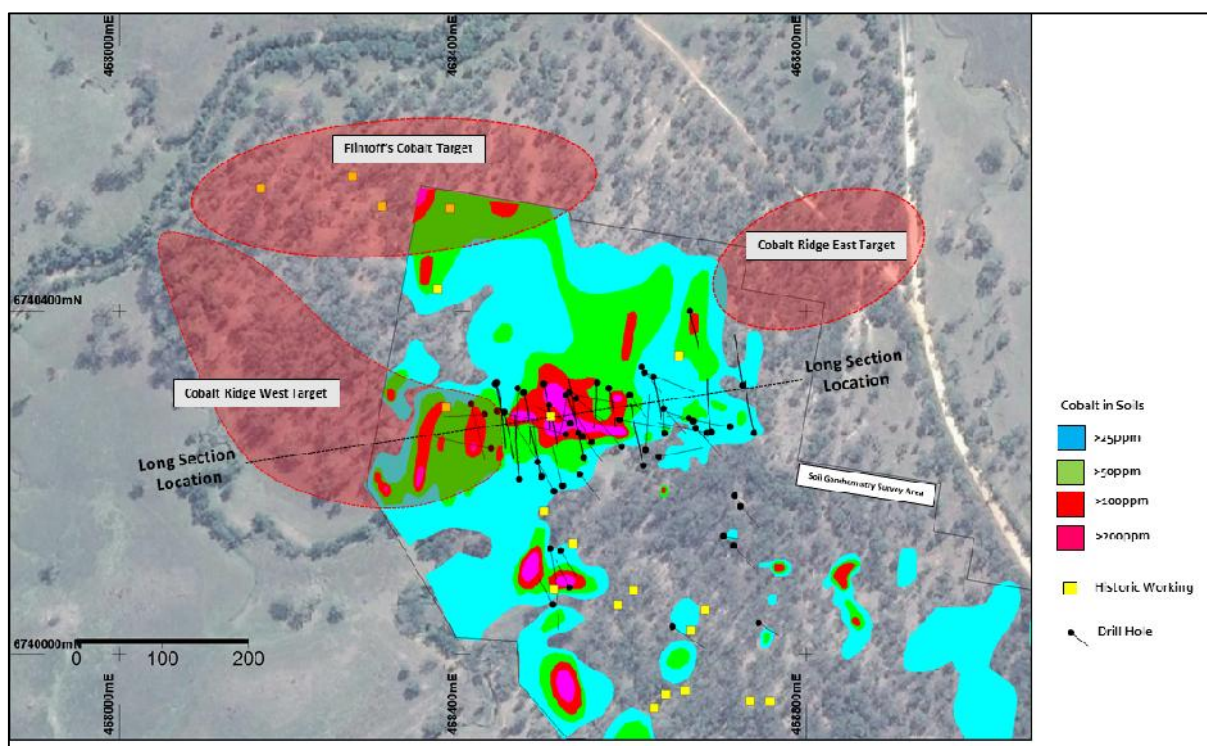 468000mE
468400mE
468800mE
Flintoff's Cobalt Target
Cobalt Ridge East Target
6740400mN
Cobalt Ridge West Target
Long Section
Location
Long Section
Location
Soil Geochemistry Survey Area
6740000mN
0 100 200
468000mE
468400mE
468800mE
Cobalt in Soils
>25ppm
>50ppm
>100ppm
>200ppm
Historic Working
Drill Hole